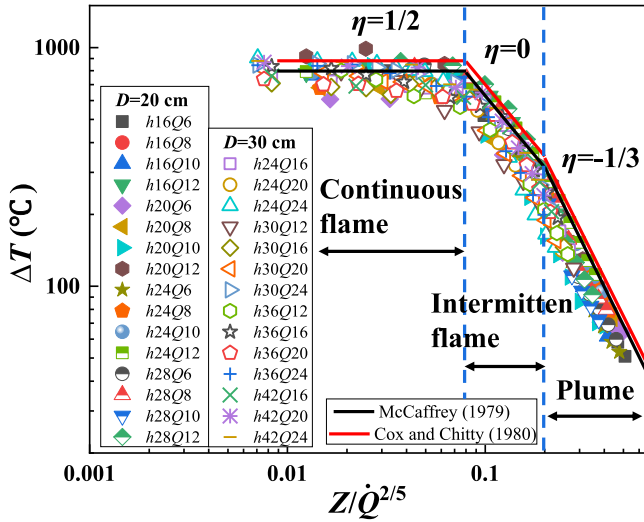 η=1/2
η=0
η=-1/3
1000
100
ΔT (℃)
D=20 cm
h16Q6
h16Q8
h16Q10
h16Q12
h20Q6
h20Q8
h20Q10
h20Q12
h24Q6
h24Q8
h24Q10
h24Q12
h28Q6
h28Q8
h28Q10
h28Q12
D=30 cm
h24Q16
h24Q20
h24Q24
h30Q12
h30Q16
h30Q20
h30Q24
h36Q12
h36Q16
h36Q20
h36Q24
h42Q16
h42Q20
h42Q24
Continuous
flame
Intermitten
flame
Plume
McCaffrey (1979)
Cox and Chitty (1980)
0.001
0.01
0.1
Z/Q̇^2/5